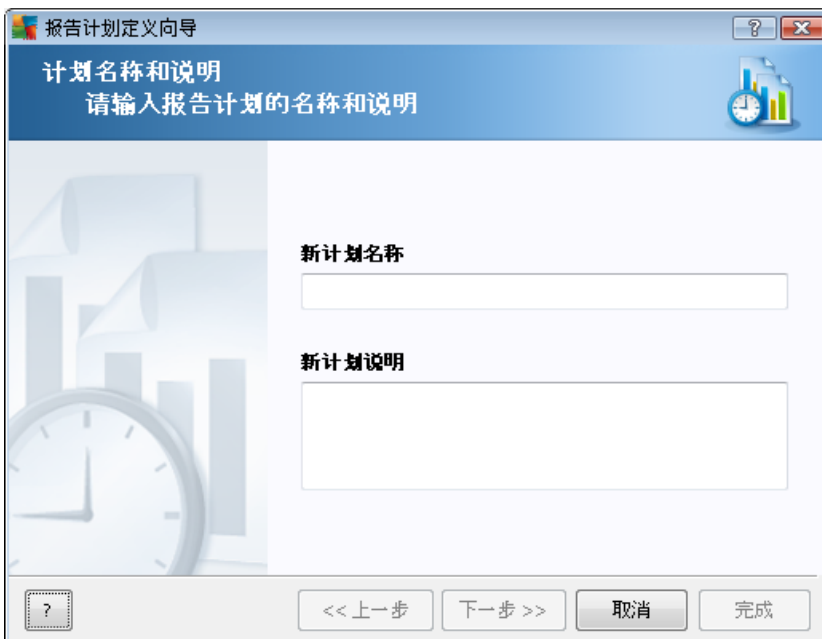 报告计划定义向导
?
计划名称和说明
请输入报告计划的名称和说明
新计划名称
新计划说明
?
<< 上一步
下一步 >>
取消
完成